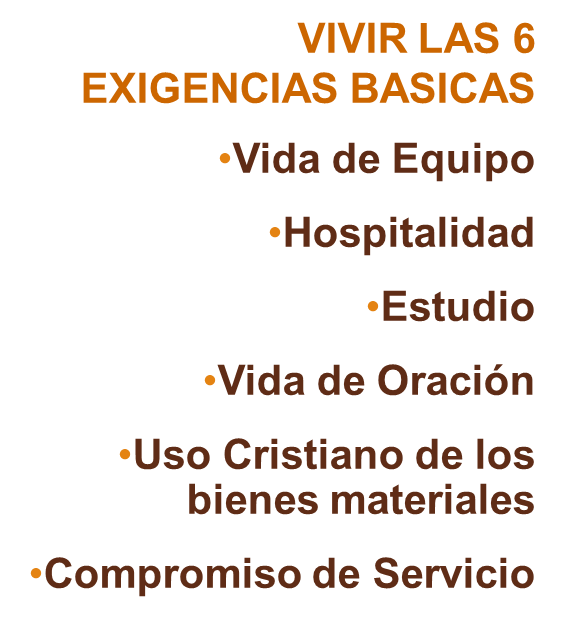 VIVIR LAS 6
EXIGENCIAS BASICAS
•Vida de Equipo
•Hospitalidad
•Estudio
•Vida de Oración
•Uso Cristiano de los
bienes materiales
•Compromiso de Servicio